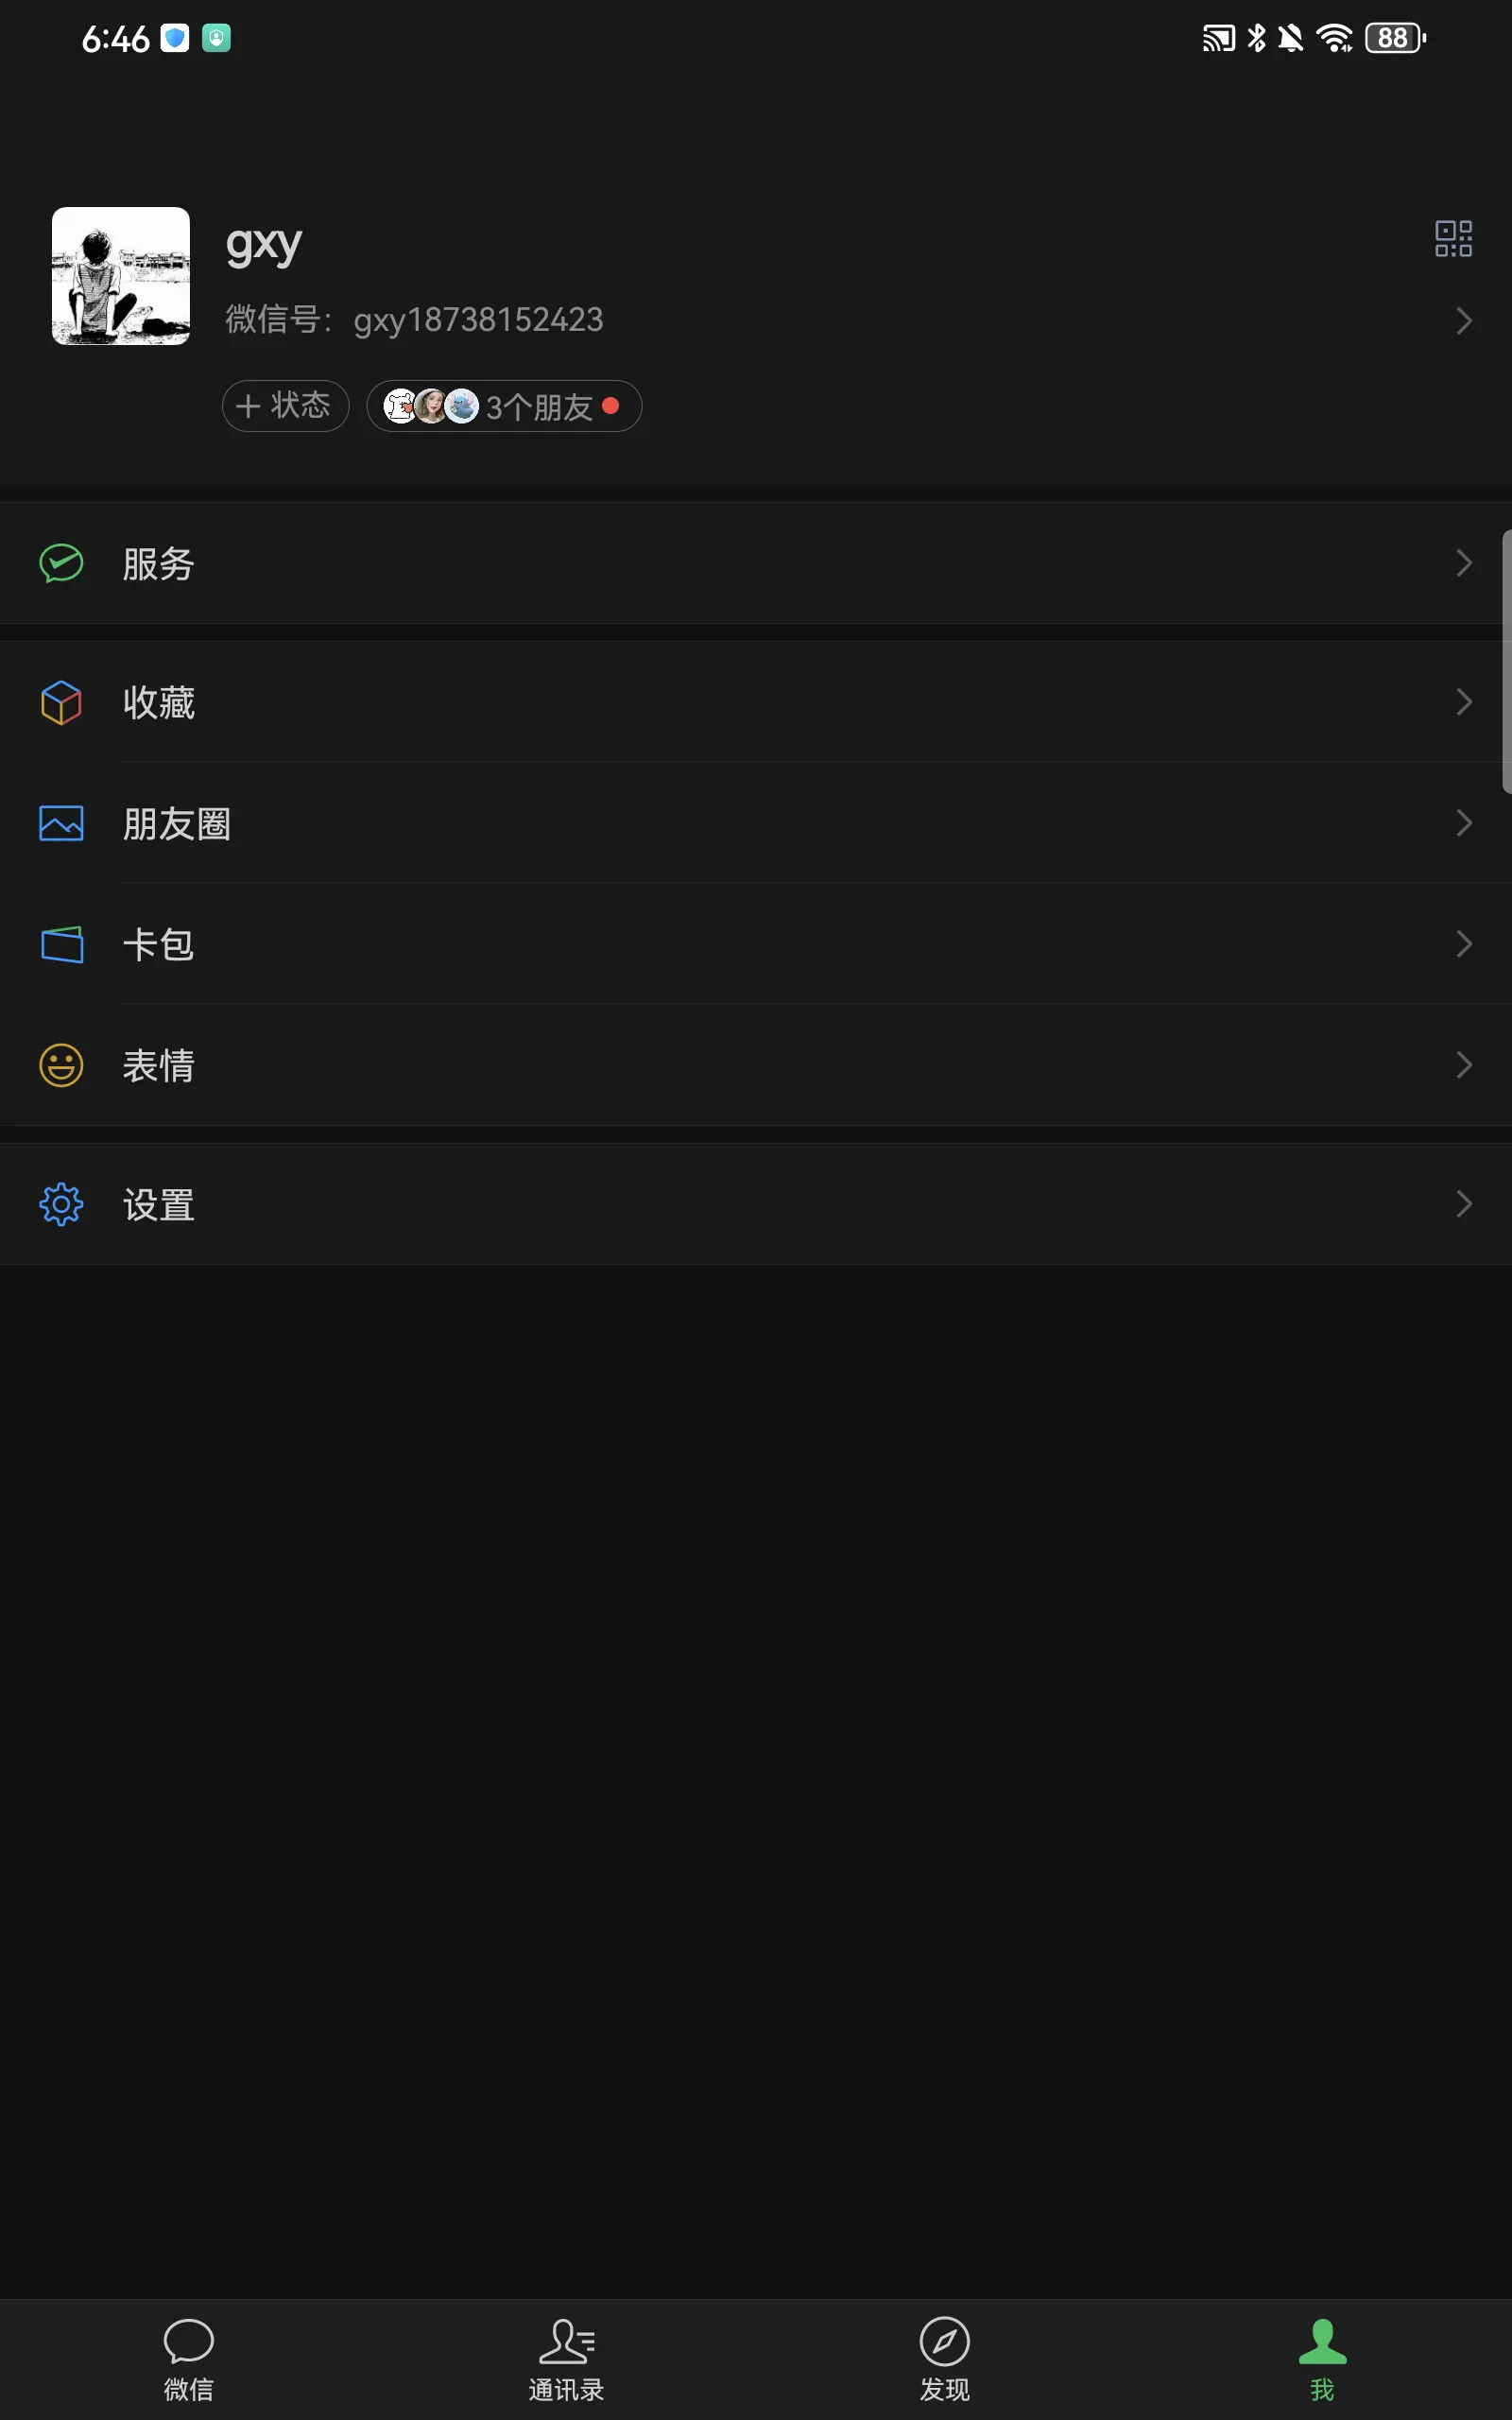 6:46
88
gxy
微信号：gxy18738152423
状态
3个朋友
服务
收藏
朋友圈
卡包
表情
设置
微信
通讯录
发现
我